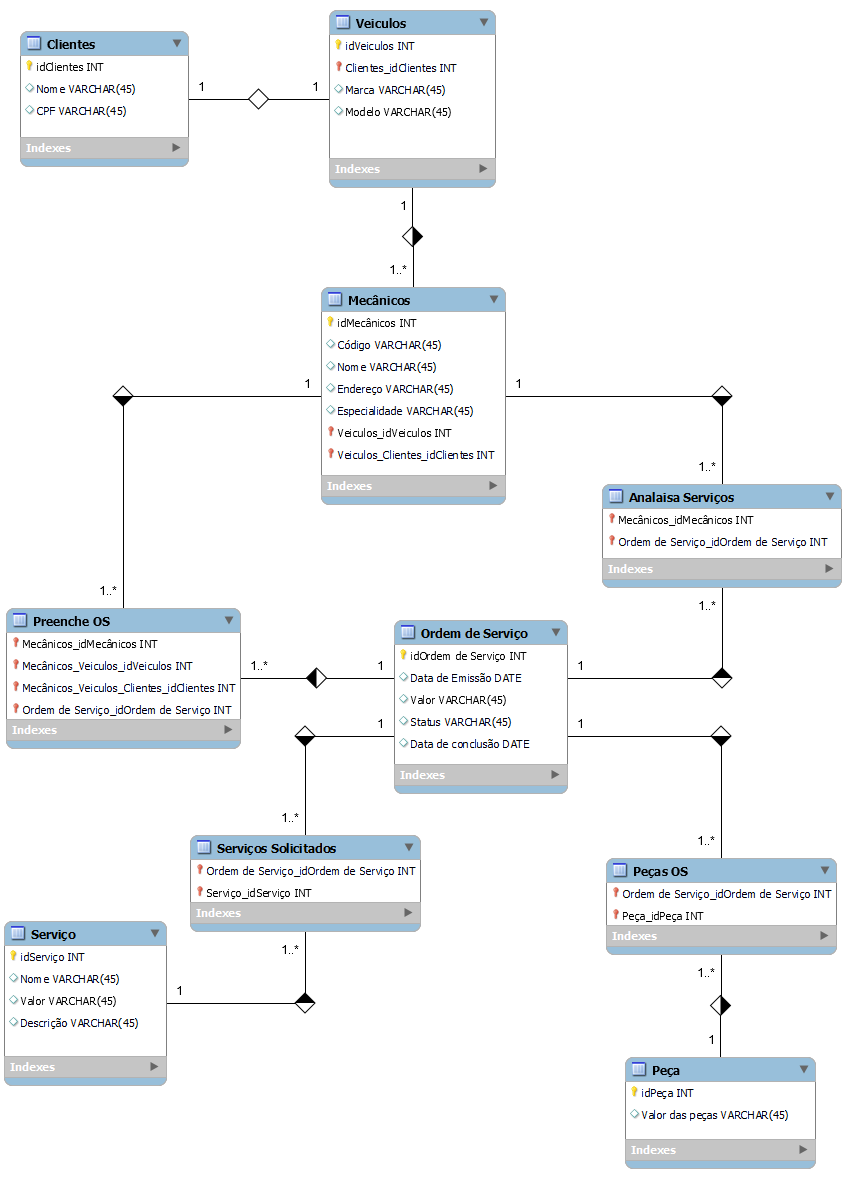 Clientes
idClientes INT
Nome VARCHAR(45)
CPF VARCHAR(45)
Indexes
1
1
Veiculos
idVeiculos INT
Clientes_idClientes INT
Marca VARCHAR(45)
Modelo VARCHAR(45)
Indexes
1
1..*
Mecânicos
idMecânicos INT
Código VARCHAR(45)
Nome VARCHAR(45)
Endereço VARCHAR(45)
Especialidade VARCHAR(45)
Veiculos_idVeiculos INT
Veiculos_Clientes_idClientes INT
Indexes
1
1
1..*
1..*
Analaisa Serviços
Mecânicos_idMecânicos INT
Ordem de Serviço_idOrdem de Serviço INT
Indexes
1..*
Preenche OS
Mecânicos_idMecânicos INT
Mecânicos_Veiculos_idVeiculos INT
Mecânicos_Veiculos_Clientes_idClientes INT
Ordem de Serviço_idOrdem de Serviço INT
Indexes
1..*
1
Ordem de Serviço
idOrdem de Serviço INT
Data de Emissão DATE
Valor VARCHAR(45)
Status VARCHAR(45)
Data de conclusão DATE
Indexes
1
1
1
1..*
1..*
Serviços Solicitados
Ordem de Serviço_idOrdem de Serviço INT
Serviço_idServiço INT
Indexes
1..*
Peças OS
Ordem de Serviço_idOrdem de Serviço INT
Peça_idPeça INT
Indexes
1..*
1
Serviço
idServiço INT
Nome VARCHAR(45)
Valor VARCHAR(45)
Descrição VARCHAR(45)
Indexes
1
Peça
idPeça INT
Valor das peças VARCHAR(45)
Indexes